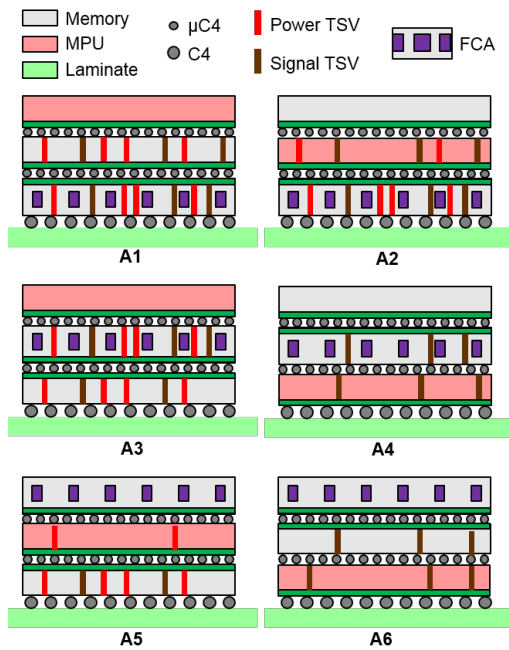 Memory
MPU
Laminate
μC4
C4
Power TSV
Signal TSV
FCA
A1
A2
A3
A4
A5
A6